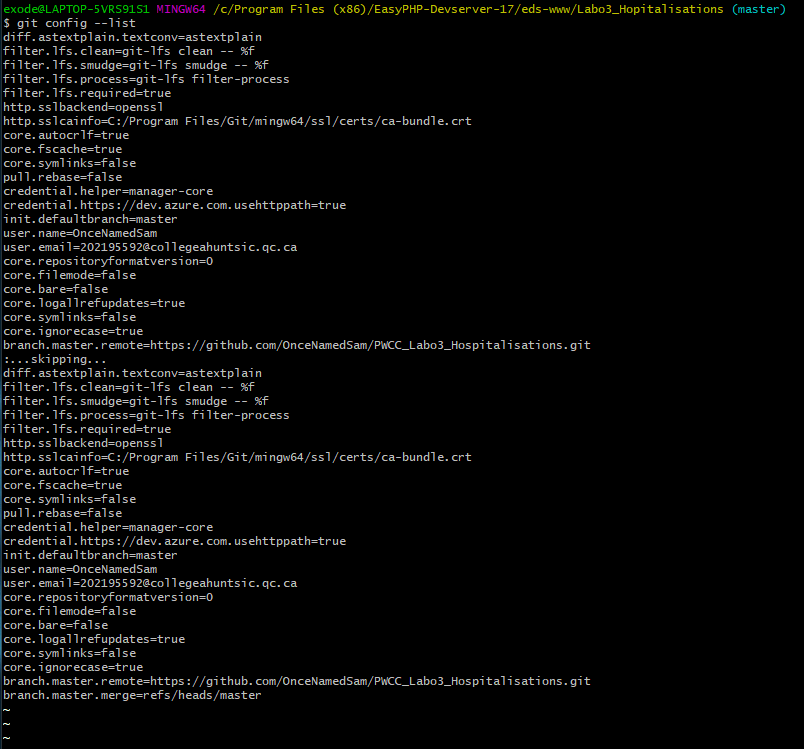 exode@LAPTOP-5VRS91S1 MINGW64 /c/Program Files (x86)/EasyPHP-Devserver-17/eds-www/Labo3_Hopitalisations (master)
$ git config --list
diff.astextplain.textconv=astextplain
filter.lfs.clean=git-lfs clean -- %f
filter.lfs.smudge=git-lfs smudge -- %f
filter.lfs.process=git-lfs filter-process
filter.lfs.required=true
http.sslbackend=openssl
http.sslcainfo=C:/Program Files/Git/mingw64/ssl/certs/ca-bundle.crt
core.autocrlf=true
core.fscache=true
core.symlinks=false
pull.rebase=false
credential.helper=manager-core
credential.https://dev.azure.com.usehttppath=true
init.defaultbranch=master
user.name=OnceNamedSam
user.email=202195592@collegeahuntsic.qc.ca
core.repositoryformatversion=0
core.filemode=false
core.bare=false
core.logallrefupdates=true
core.symlinks=false
core.ignorecase=true
branch.master.remote=https://github.com/OnceNamedSam/PWCC_Labo3_Hospitalisations.git
:...skipping...
diff.astextplain.textconv=astextplain
filter.lfs.clean=git-lfs clean -- %f
filter.lfs.smudge=git-lfs smudge -- %f
filter.lfs.process=git-lfs filter-process
filter.lfs.required=true
http.sslbackend=openssl
http.sslcainfo=C:/Program Files/Git/mingw64/ssl/certs/ca-bundle.crt
core.autocrlf=true
core.fscache=true
core.symlinks=false
pull.rebase=false
credential.helper=manager-core
credential.https://dev.azure.com.usehttppath=true
init.defaultbranch=master
user.name=OnceNamedSam
user.email=202195592@collegeahuntsic.qc.ca
core.repositoryformatversion=0
core.filemode=false
core.bare=false
core.logallrefupdates=true
core.symlinks=false
core.ignorecase=true
branch.master.remote=https://github.com/OnceNamedSam/PWCC_Labo3_Hospitalisations.git
branch.master.merge=refs/heads/master
~
~
~